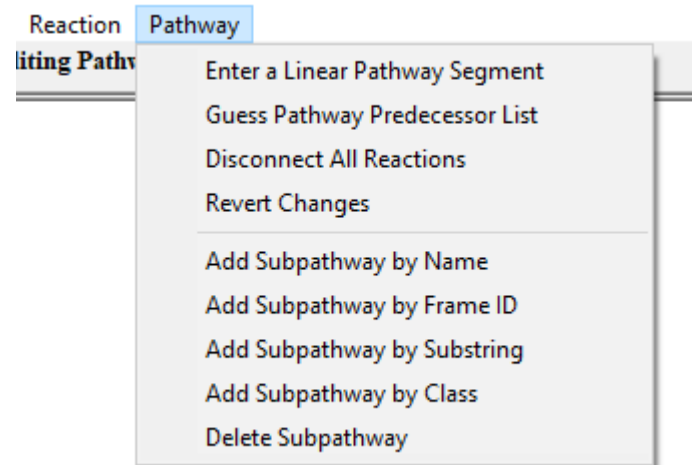 Reaction Pathway
Enter a Linear Pathway Segment
Guess Pathway Predecessor List
Disconnect All Reactions
Revert Changes
Add Subpathway by Name
Add Subpathway by Frame ID
Add Subpathway by Substring
Add Subpathway by Class
Delete Subpathway